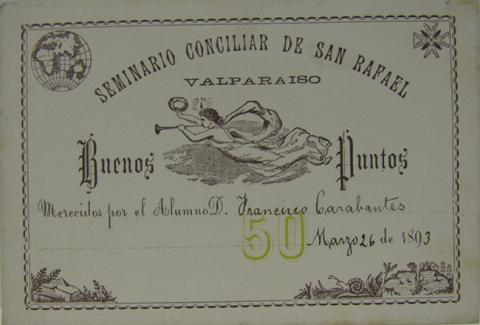 SEMINARIO CONCILIAR DE SAN RAFAEL
VALPARAISO
Buenos Puntos
Merecidos por el Alumno D. Francisco Carabantes
50
Marzo 26 de 1893